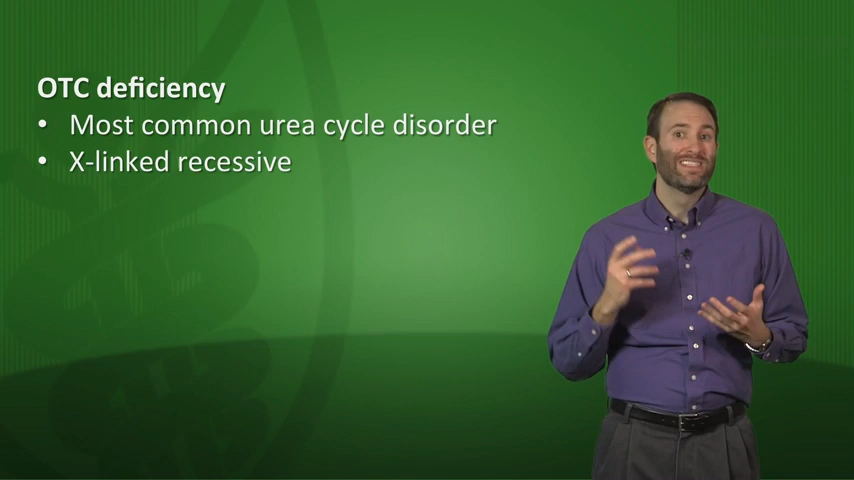 OTC deficiency
• Most common urea cycle disorder
• X-linked recessive